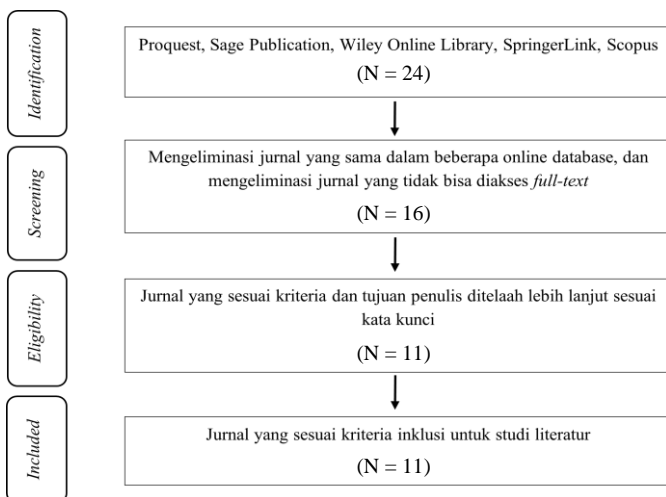 Identification
Proquest, Sage Publication, Wiley Online Library, SpringerLink, Scopus
(N = 24)
Screening
Mengeliminasi jurnal yang sama dalam beberapa online database, dan
mengeliminasi jurnal yang tidak bisa diakses full-text
(N = 16)
Eligibility
Jurnal yang sesuai kriteria dan tujuan penulis ditelaah lebih lanjut sesuai
kata kunci
(N = 11)
Included
Jurnal yang sesuai kriteria inklusi untuk studi literatur
(N = 11)